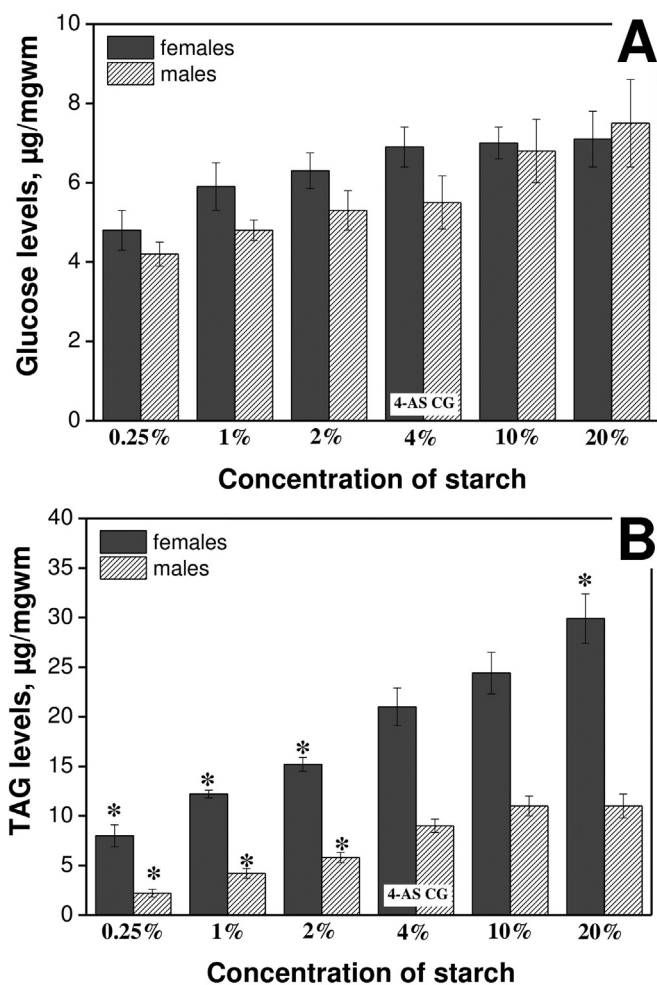 A
females
males
Glucose levels, µg/mgwm
10
8
6
4
2
0
4-AS CG
0.25% 1% 2% 4% 10% 20%
Concentration of starch
B
females
males
TAG levels, µg/mgwm
40
35
30
25
20
15
10
5
0
* * * *
* * *
4-AS CG
0.25% 1% 2% 4% 10% 20%
Concentration of starch